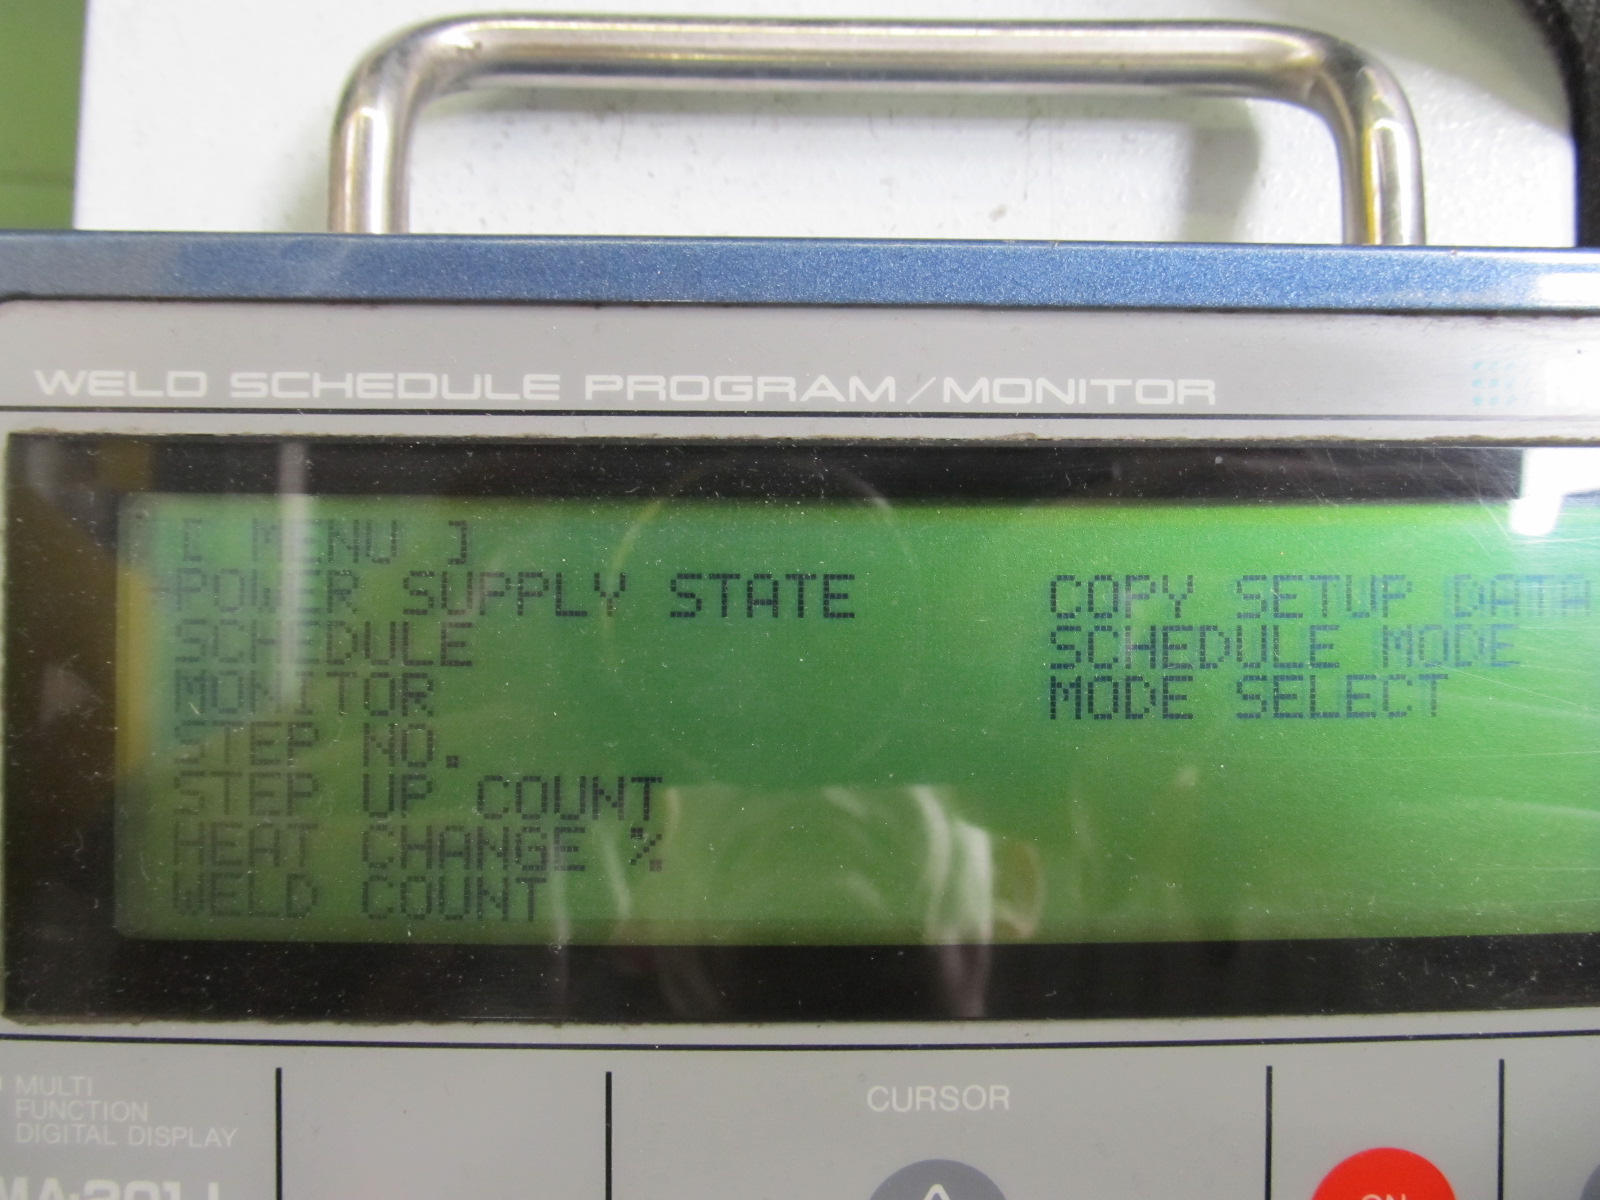 WELD SCHEDULE PROGRAM/MONITOR
[ MENU ]
POWER SUPPLY STATE
SCHEDULE
MONITOR
STEP NO.
STEP UP COUNT
HEAT CHANGE %
WELD COUNT
COPY SETUP DATA
SCHEDULE MODE
MODE SELECT
MULTI
FUNCTION
DIGITAL DISPLAY
CURSOR
ON